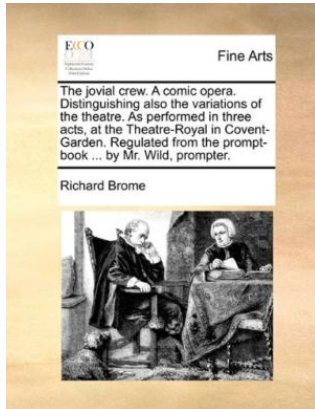 ECCO
Fine Arts
The jovial crew. A comic opera.
Distinguishing also the variations of
the theatre. As performed in three
acts, at the Theatre-Royal in Covent-
Garden. Regulated from the prompt-
book ... by Mr. Wild, prompter.
Richard Brome